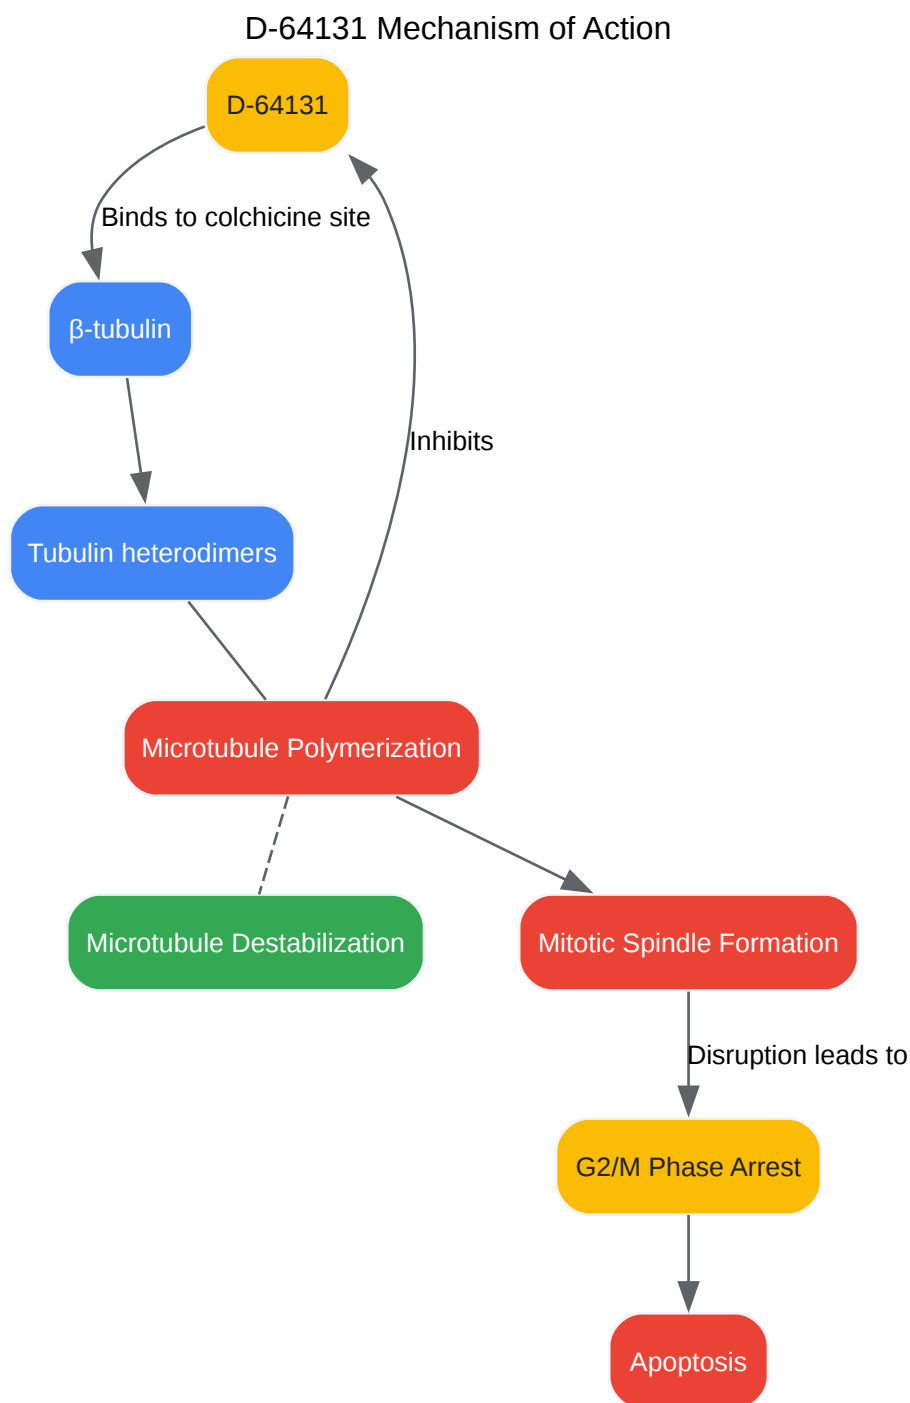 D-64131 Mechanism of Action
D-64131
Binds to colchicine site
β-tubulin
Inhibits
Tubulin heterodimers
Microtubule Polymerization
Microtubule Destabilization
Mitotic Spindle Formation
Disruption leads to
G2/M Phase Arrest
Apoptosis